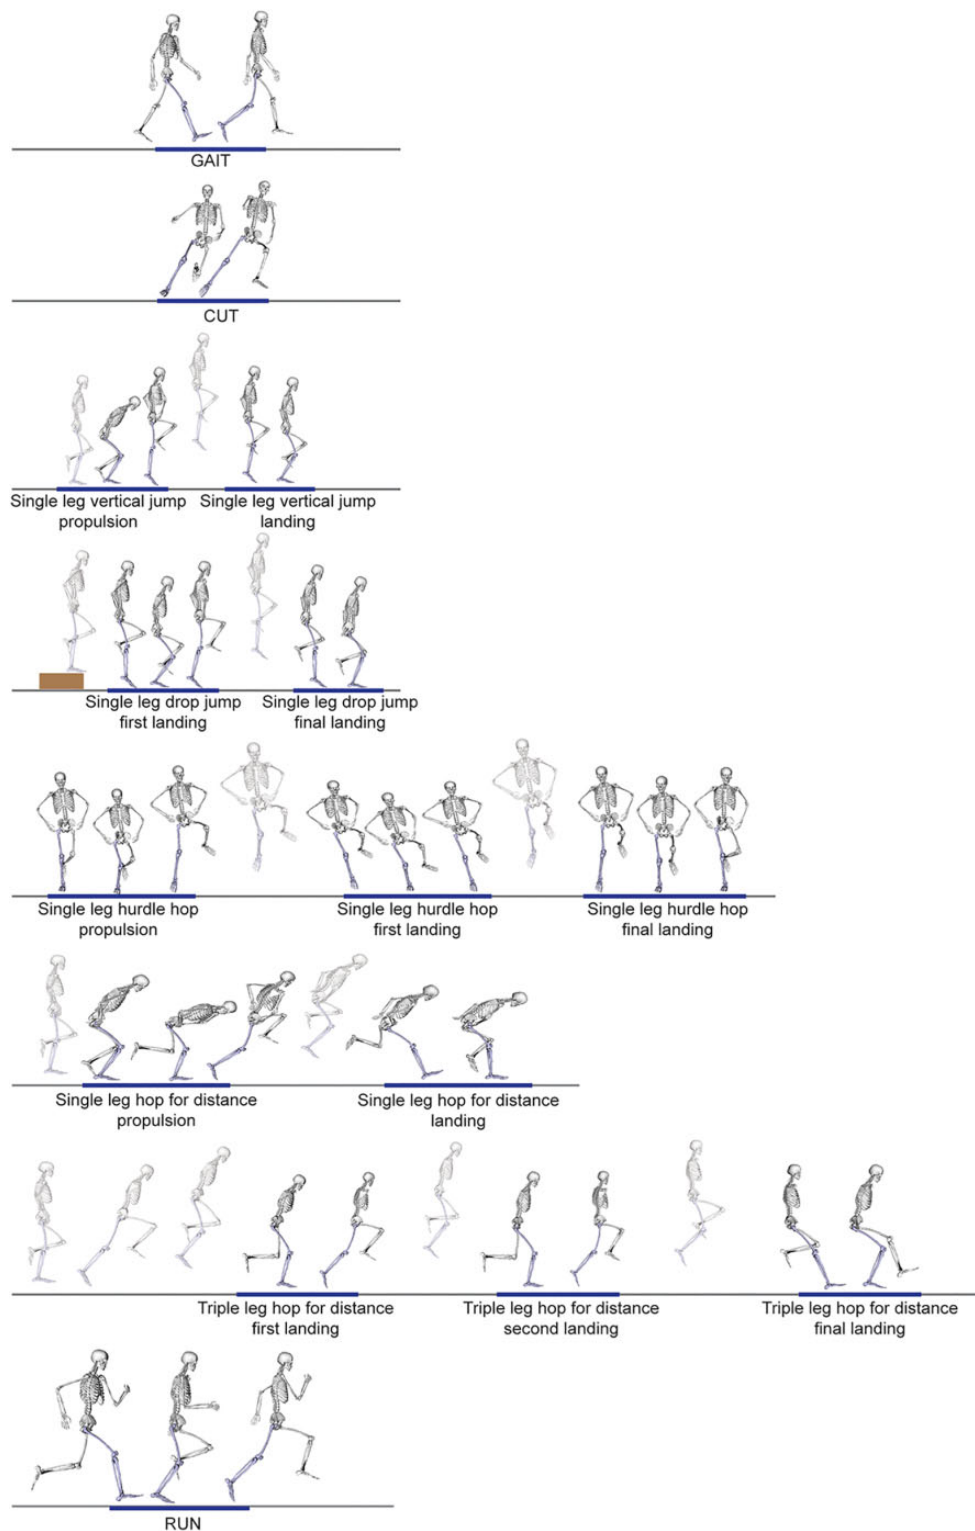 GAIT
CUT
Single leg vertical jump
propulsion
Single leg vertical jump
landing
Single leg drop jump
first landing
Single leg drop jump
final landing
Single leg hurdle hop
propulsion
Single leg hurdle hop
first landing
Single leg hurdle hop
final landing
Single leg hop for distance
propulsion
Single leg hop for distance
landing
Triple leg hop for distance
first landing
Triple leg hop for distance
second landing
Triple leg hop for distance
final landing
RUN